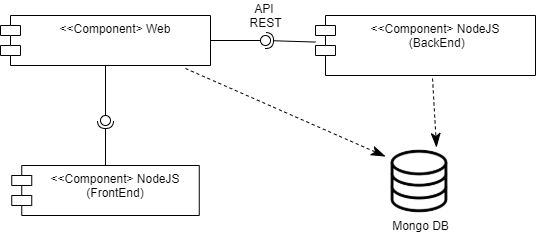 <<Component> Web
API
REST
<<Component> NodeJS
(BackEnd)
<<Component> NodeJS
(FrontEnd)
Mongo DB